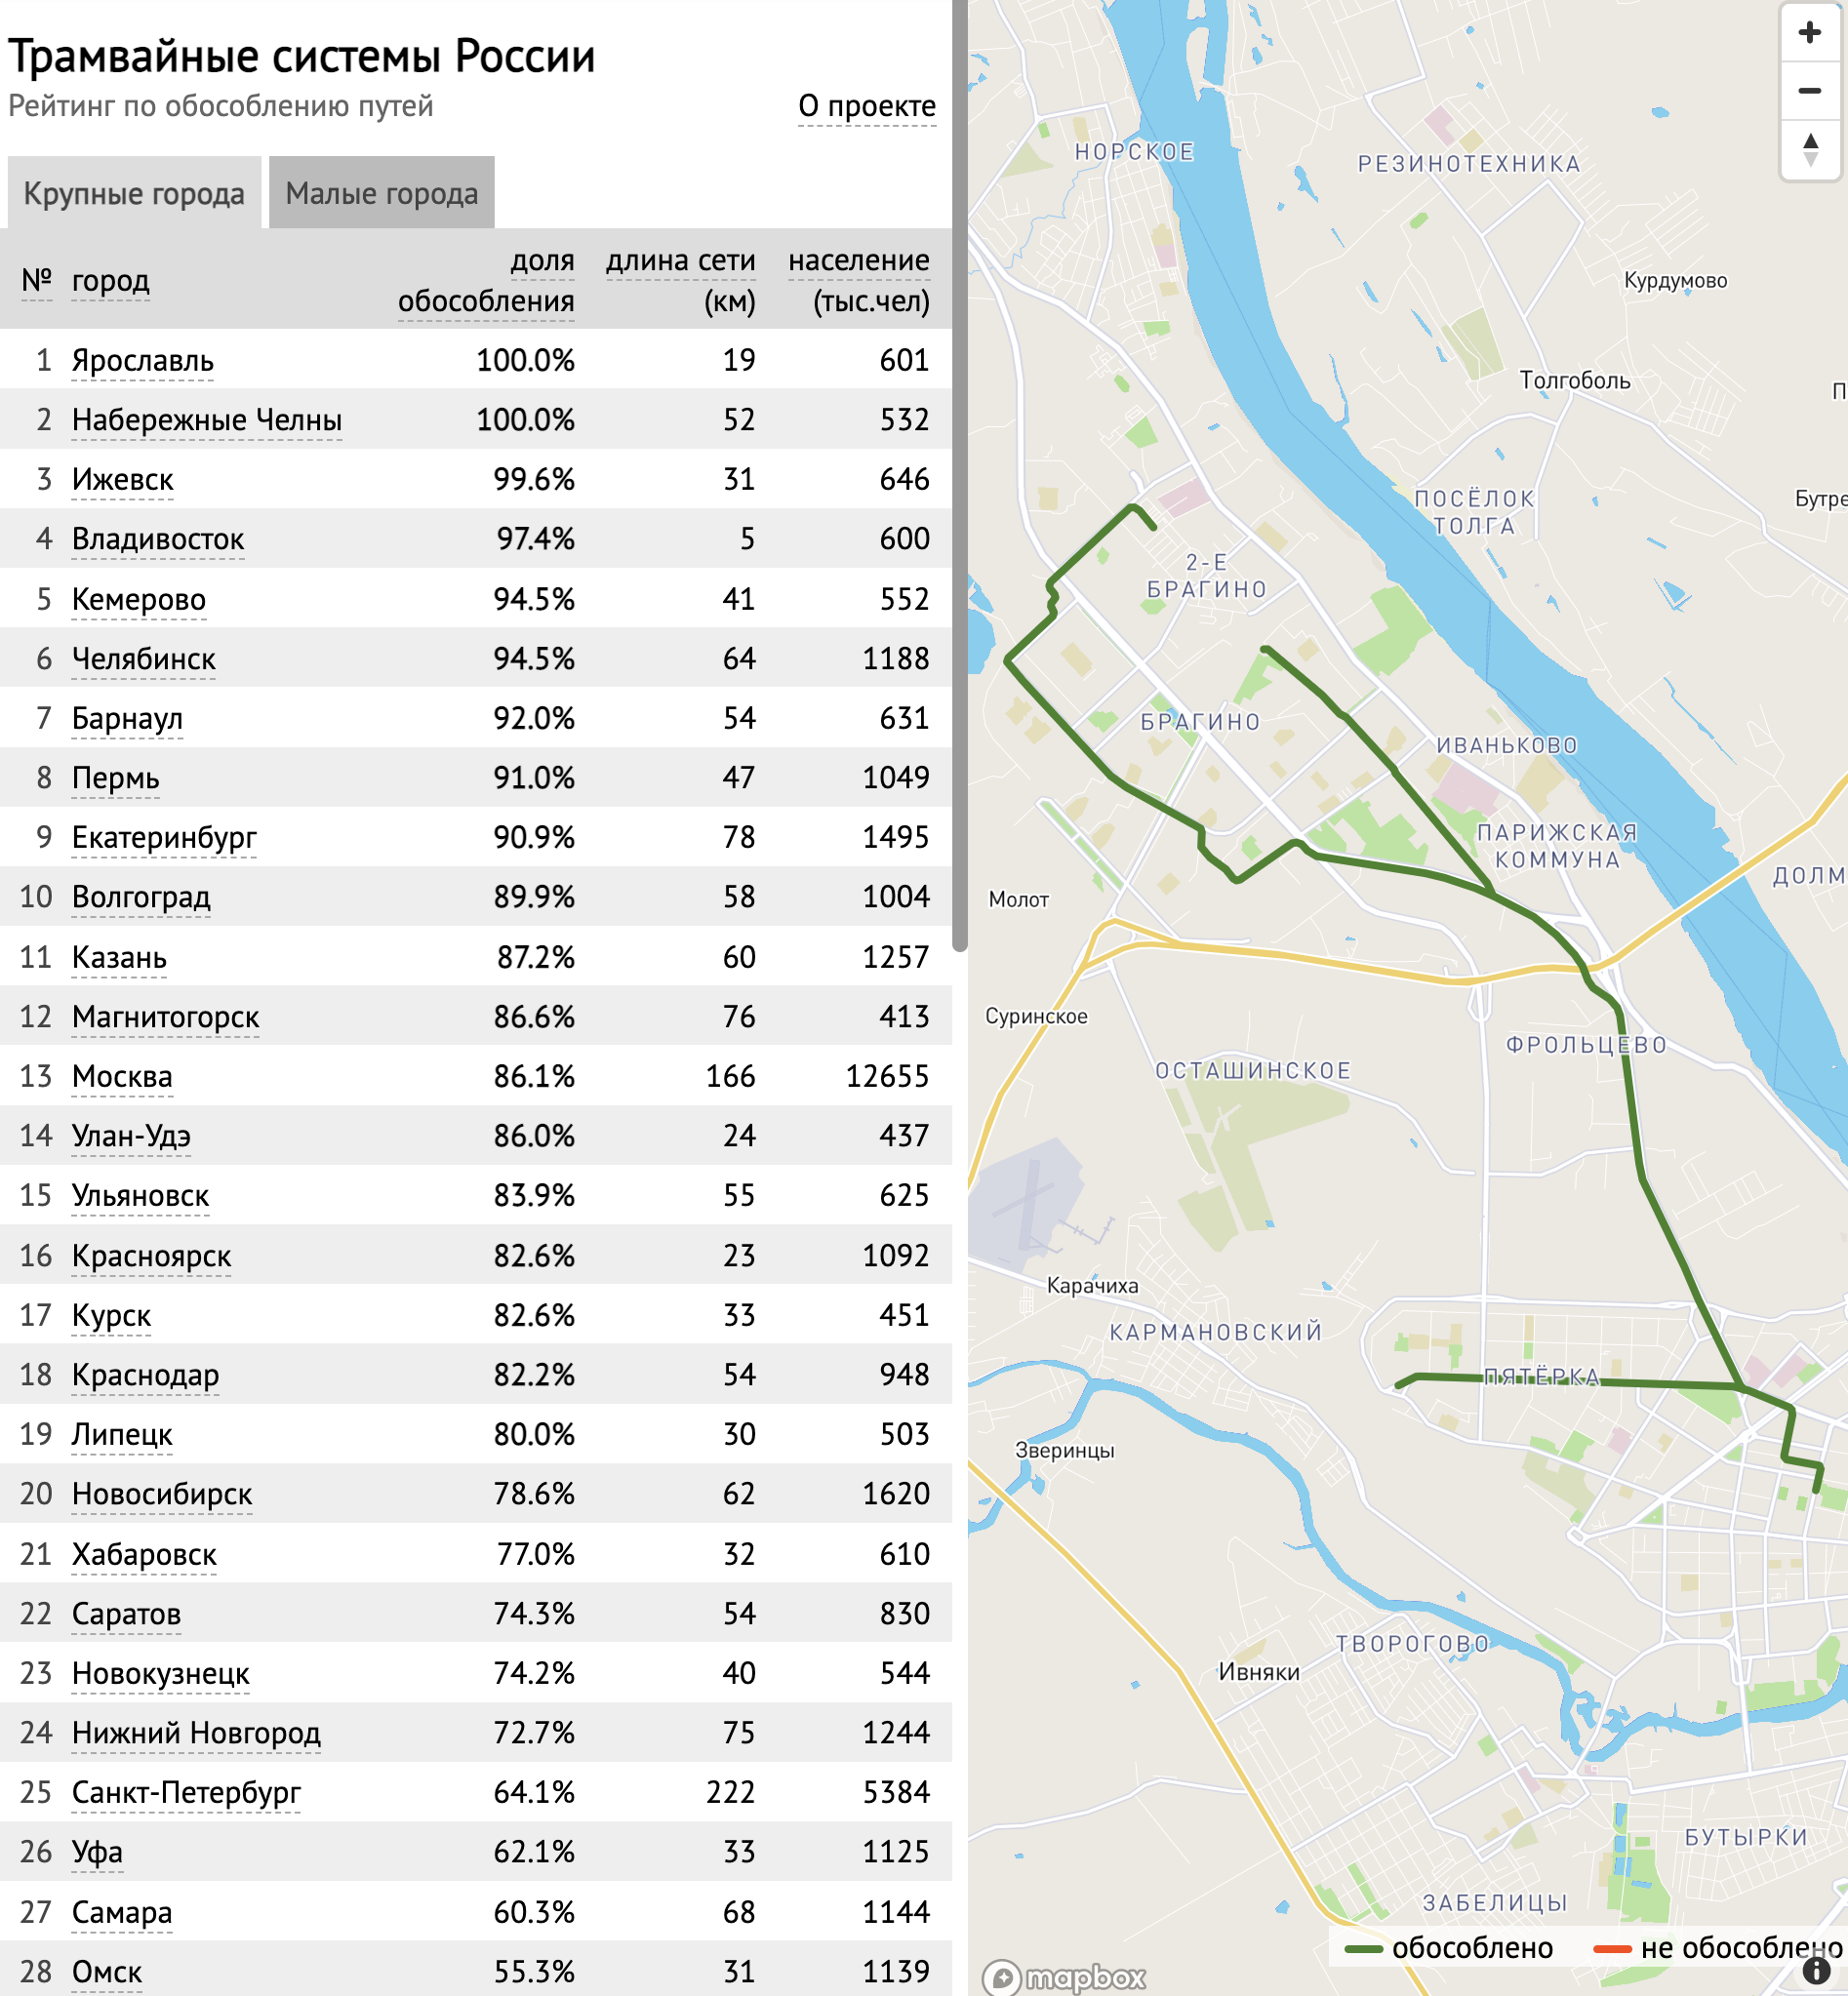 Трамвайные системы России
Рейтинг по обособлению путей
О проекте
Крупные города
Малые города
№ город доля обособления длина сети (км) население (тыс.чел)
1 Ярославль 100.0% 19 601
2 Набережные Челны 100.0% 52 532
3 Ижевск 99.6% 31 646
4 Владивосток 97.4% 5 600
5 Кемерово 94.5% 41 552
6 Челябинск 94.5% 64 1188
7 Барнаул 92.0% 54 631
8 Пермь 91.0% 47 1049
9 Екатеринбург 90.9% 78 1495
10 Волгоград 89.9% 58 1004
11 Казань 87.2% 60 1257
12 Магнитогорск 86.6% 76 413
13 Москва 86.1% 166 12655
14 Улан-Удэ 86.0% 24 437
15 Ульяновск 83.9% 55 625
16 Красноярск 82.6% 23 1092
17 Курск 82.6% 33 451
18 Краснодар 82.2% 54 948
19 Липецк 80.0% 30 503
20 Новосибирск 78.6% 62 1620
21 Хабаровск 77.0% 32 610
22 Саратов 74.3% 54 830
23 Новокузнецк 74.2% 40 544
24 Нижний Новгород 72.7% 75 1244
25 Санкт-Петербург 64.1% 222 5384
26 Уфа 62.1% 33 1125
27 Самара 60.3% 68 1144
28 Омск 55.3% 31 1139
НОРСКОЕ
РЕЗИНОТЕХНИКА
Курдумово
Толгоболь
П
ПОСЁЛОК
ТОЛГА
Бутре
2-Е
БРАГИНО
БРАГИНО
ИВАНЬКОВО
ПАРИЖСКАЯ
КОММУНА
ДОЛМ
Молот
Суринское
ФРОЛЬЦЕВО
ОСТАШИНСКОЕ
Карачиха
КАРМАНОВСКИЙ
ПЯТЁРКА
Зверинцы
ТВОРОГОВО
Ивняки
БУТЫРКИ
ЗАБЕЛИЦЫ
обособлено
не обособлено
mapbox